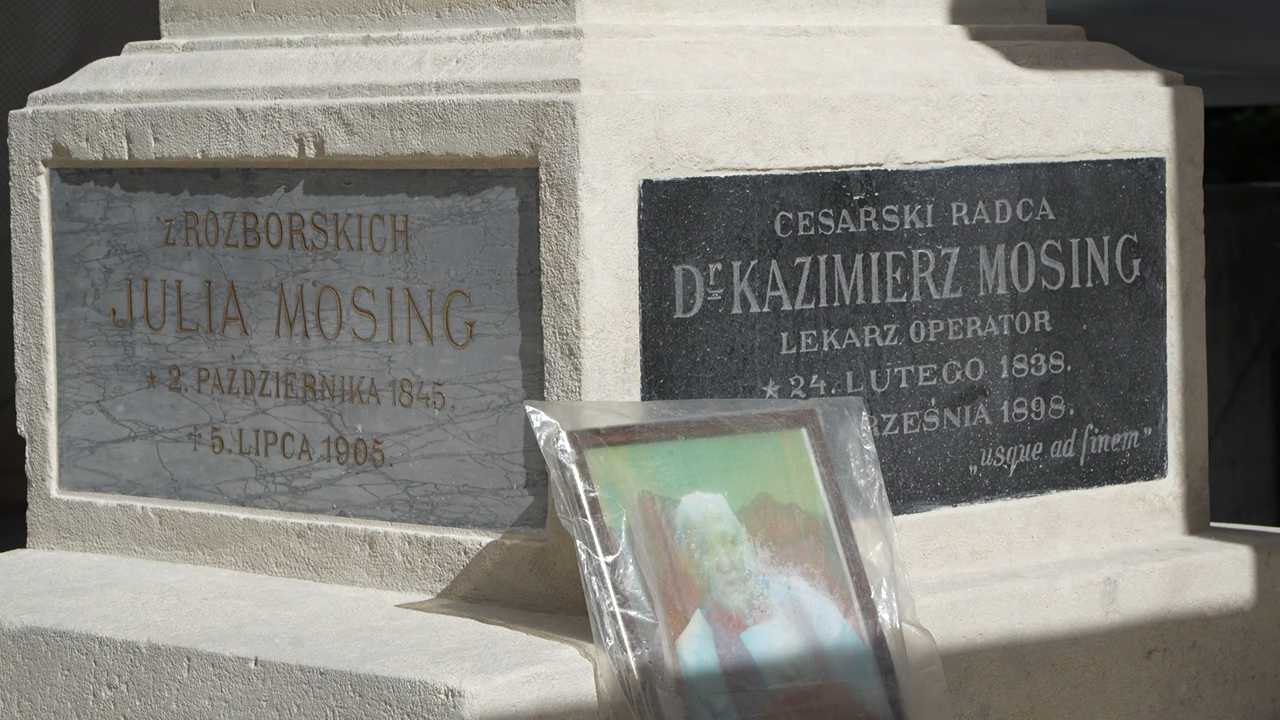 z ROZBORSKICH
JULIA MOSING
* 2. PAŹDZIERNIKA 1845.
† 5. LIPCA 1905.
CESARSKI RADCA
Dr KAZIMIERZ MOSING
LEKARZ OPERATOR
* 24. LUTEGO 1838.
RZEŚNIA 1898.
„usque ad finem”